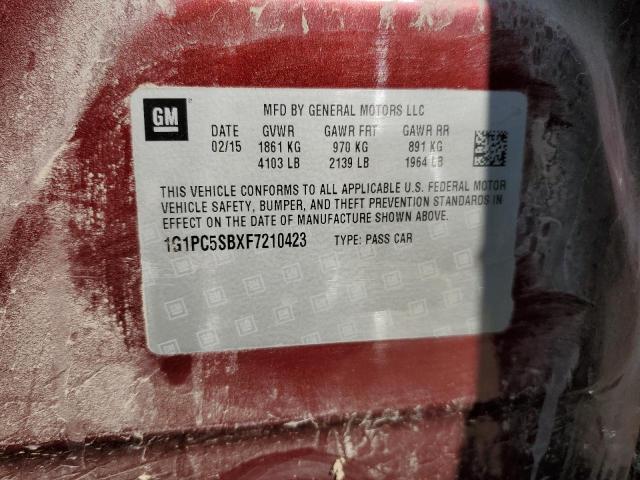 GM
MFD BY GENERAL MOTORS LLC
DATE GVWR GAWR FRT GAWR RR
02/15 1861 KG 970 KG 891 KG
4103 LB 2139 LB 1964 LB
THIS VEHICLE CONFORMS TO ALL APPLICABLE U.S. FEDERAL MOTOR
VEHICLE SAFETY, BUMPER, AND THEFT PREVENTION STANDARDS IN
EFFECT ON THE DATE OF MANUFACTURE SHOWN ABOVE.
1G1PC5SBXF7210423 TYPE: PASS CAR